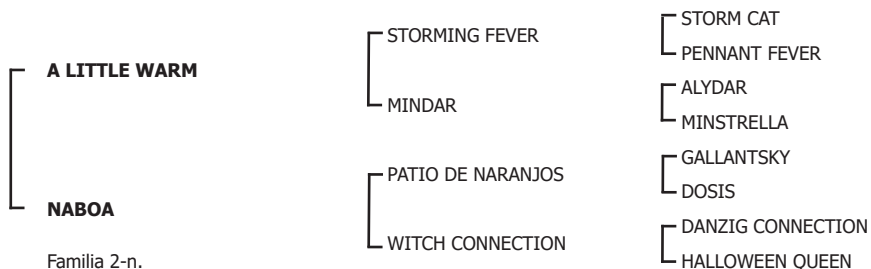 STORM CAT
STORMING FEVER
PENNANT FEVER
A LITTLE WARM
ALYDAR
MINDAR
MINSTRELLA
GALLANTSKY
PATIO DE NARANJOS
DOSIS
NABOA
DANZIG CONNECTION
WITCH CONNECTION
Familia 2-n.
HALLOWEEN QUEEN